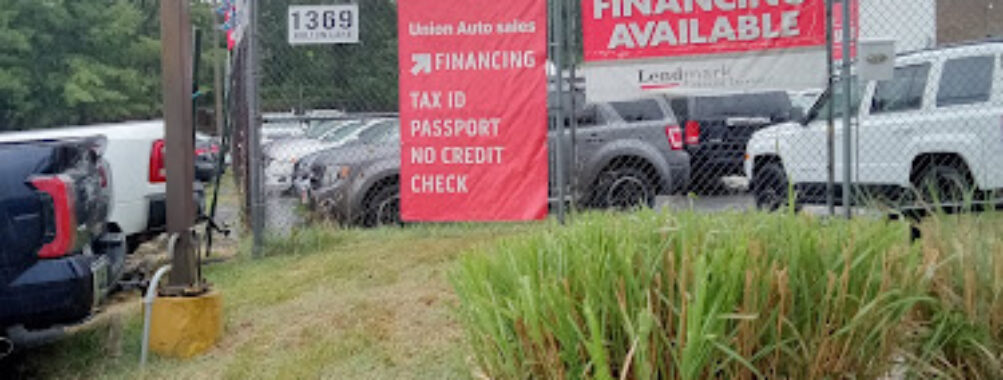 1369
Union Auto sales
FINANCING
TAX ID
PASSPORT
NO CREDIT
CHECK
FINANCING
AVAILABLE
Lendmark